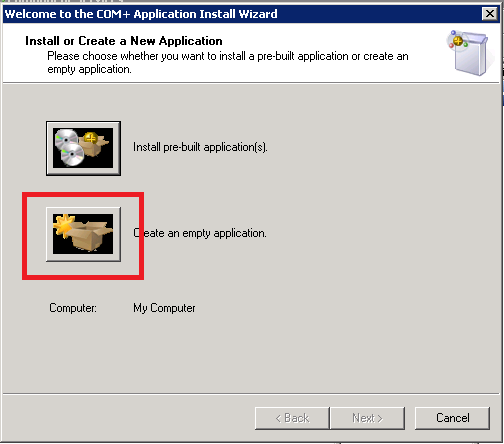 Welcome to the COM+ Application Install Wizard
Install or Create a New Application
Please choose whether you want to install a pre-built application or create an
empty application.
Install pre-built application(s).
Create an empty application.
Computer: My Computer
< Back Next > Cancel